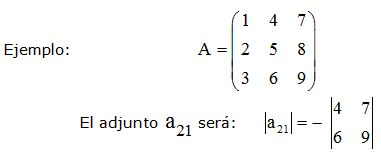 Ejemplo: A = ( 1 4 7
2 5 8
3 6 9 )
El adjunto a21 será: |a21| = - | 4 7
6 9 |